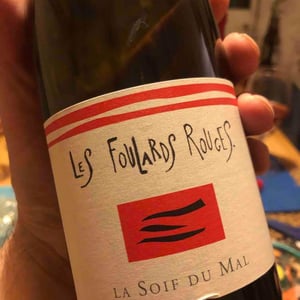 LES FOULARDS ROUGES.
LA SOIF DU MAL